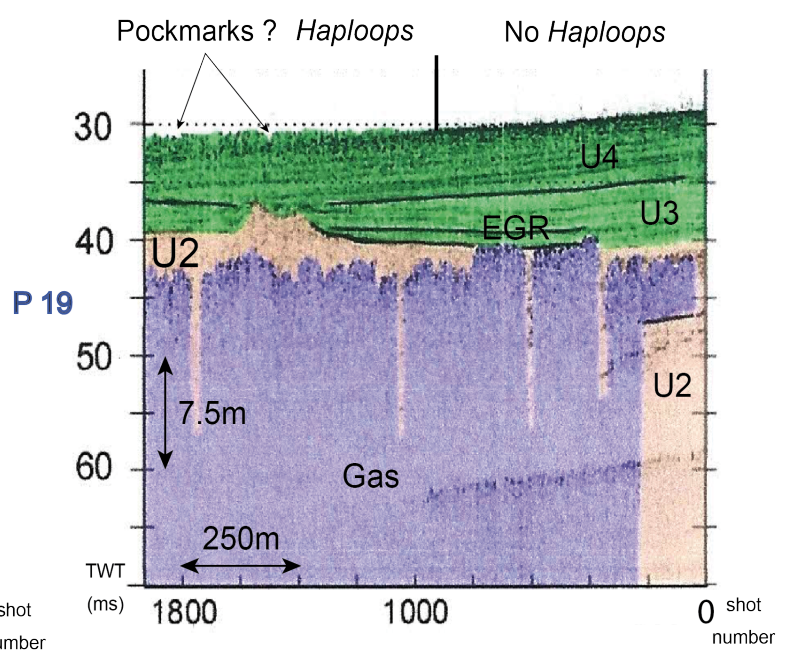 Pockmarks ? Haploops No Haploops
30
U4
U3
EGR
40
U2
P 19
50
U2
7.5m
60
Gas
250m
TWT
(ms)
1800 1000 0
shot
number
shot
umber